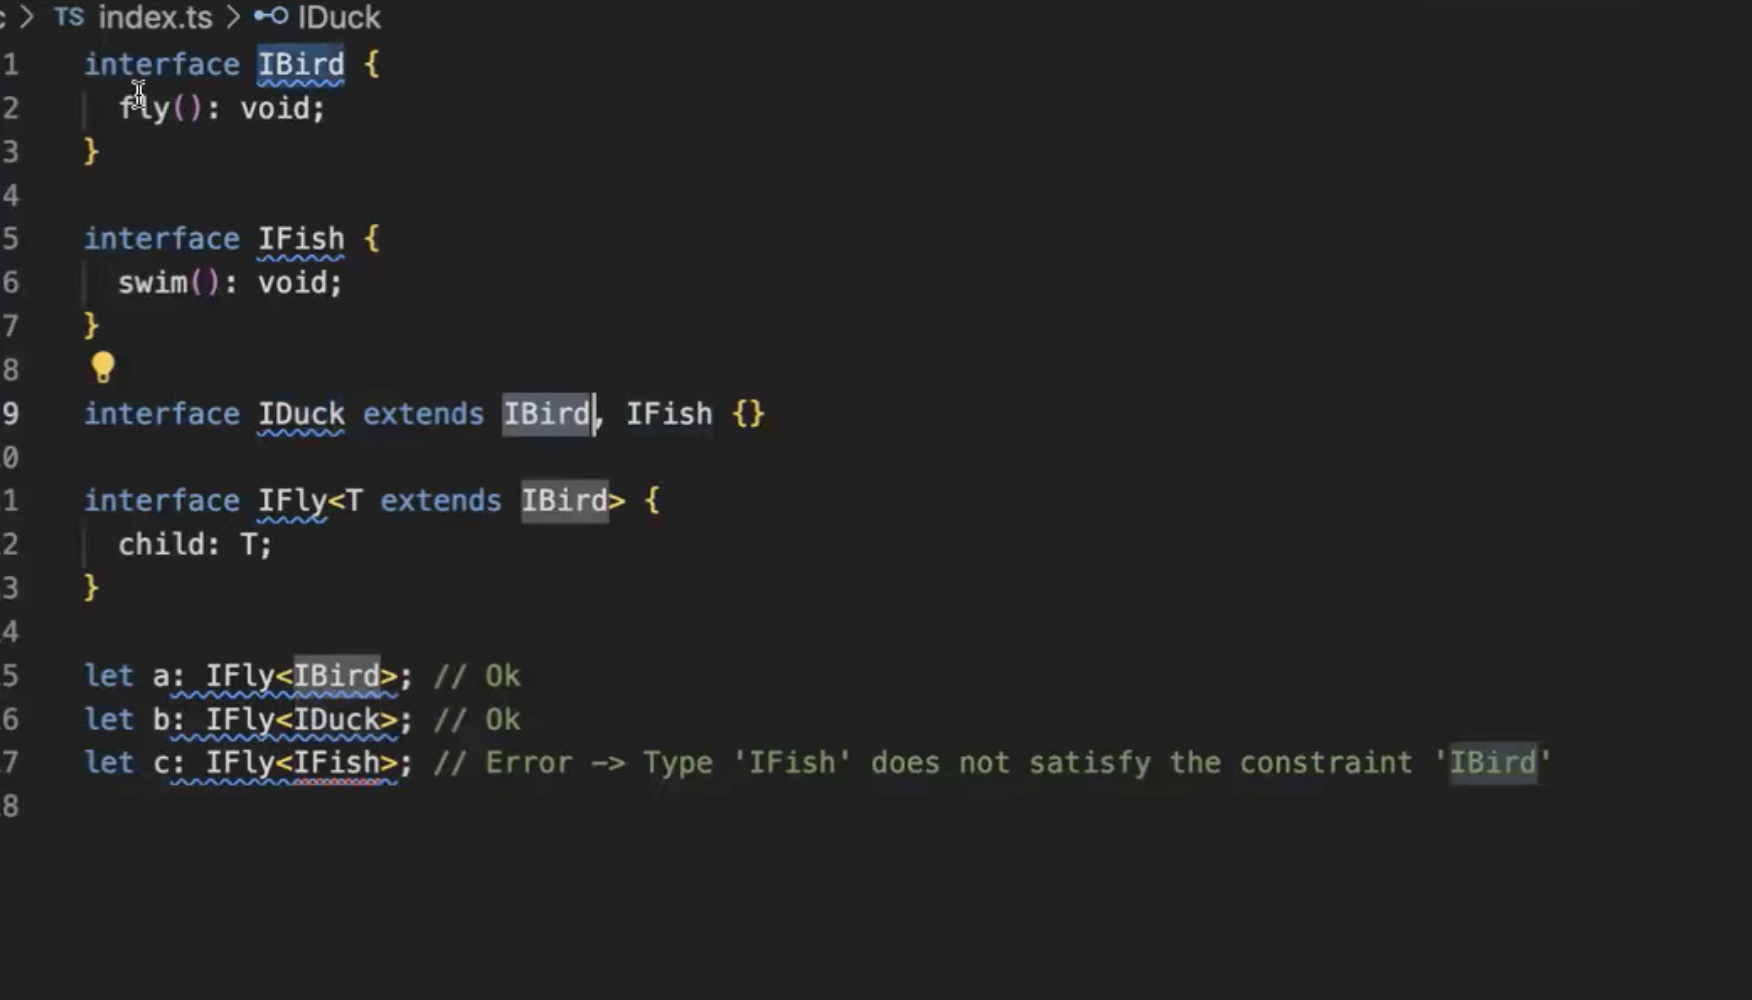 c > TS index.ts > IDuck
1 interface IBird {
2 fly(): void;
3 }
4
5 interface IFish {
6 swim(): void;
7 }
8
9 interface IDuck extends IBird, IFish {}
0
1 interface IFly<T extends IBird> {
2 child: T;
3 }
4
5 let a: IFly<IBird>; // Ok
6 let b: IFly<IDuck>; // Ok
7 let c: IFly<IFish>; // Error -> Type 'IFish' does not satisfy the constraint 'IBird'
8